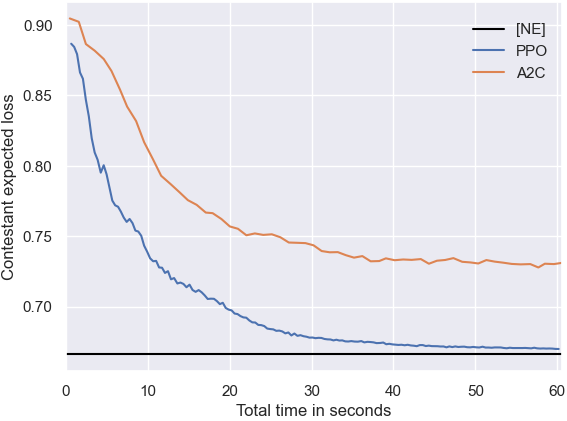 [NE]
PPO
A2C
Contestant expected loss
0.90
0.85
0.80
0.75
0.70
0 10 20 30 40 50 60
Total time in seconds